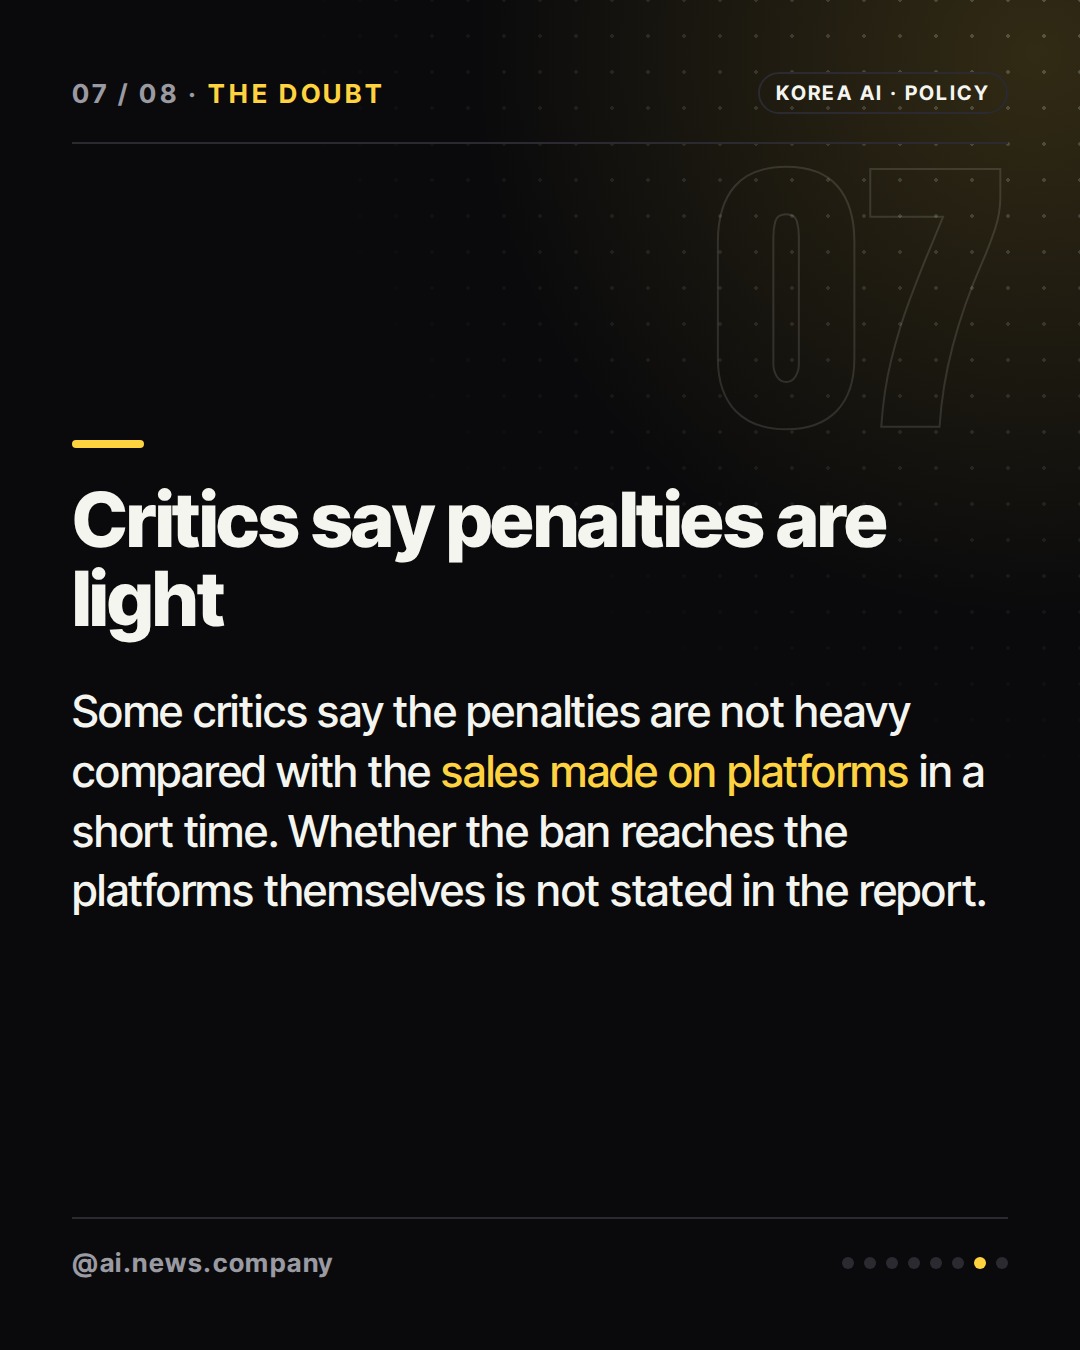 07 / 08 · THE DOUBT
KOREA AI · POLICY
07
Critics say penalties are
light
Some critics say the penalties are not heavy
compared with the sales made on platforms in a
short time. Whether the ban reaches the
platforms themselves is not stated in the report.
@ai.news.company